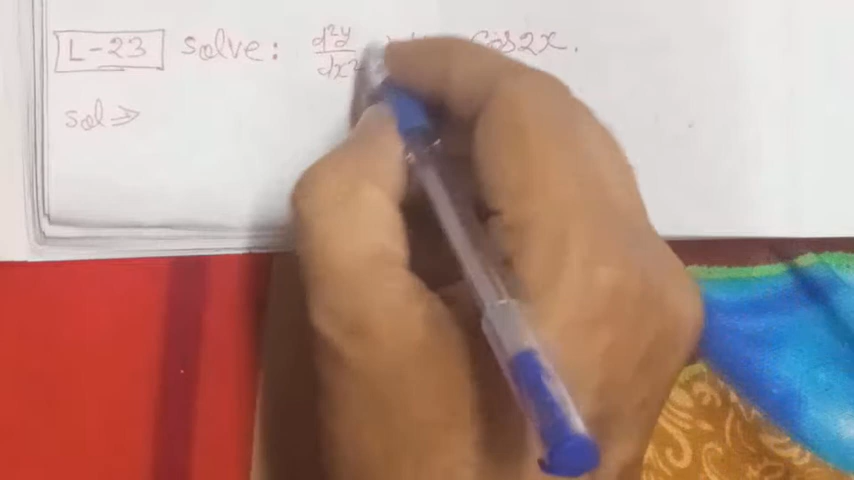 L-23 solve: d²y/dx² cos2x.
sol ⇒